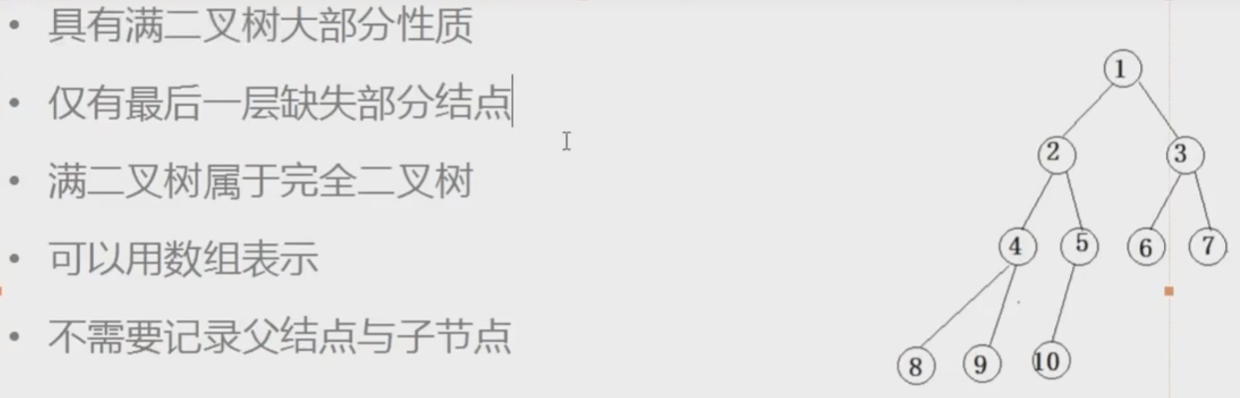 • 具有满二叉树大部分性质
• 仅有最后一层缺失部分结点
• 满二叉树属于完全二叉树
• 可以用数组表示
• 不需要记录父结点与子节点
1
2 3
4 5 6 7
8 9 10